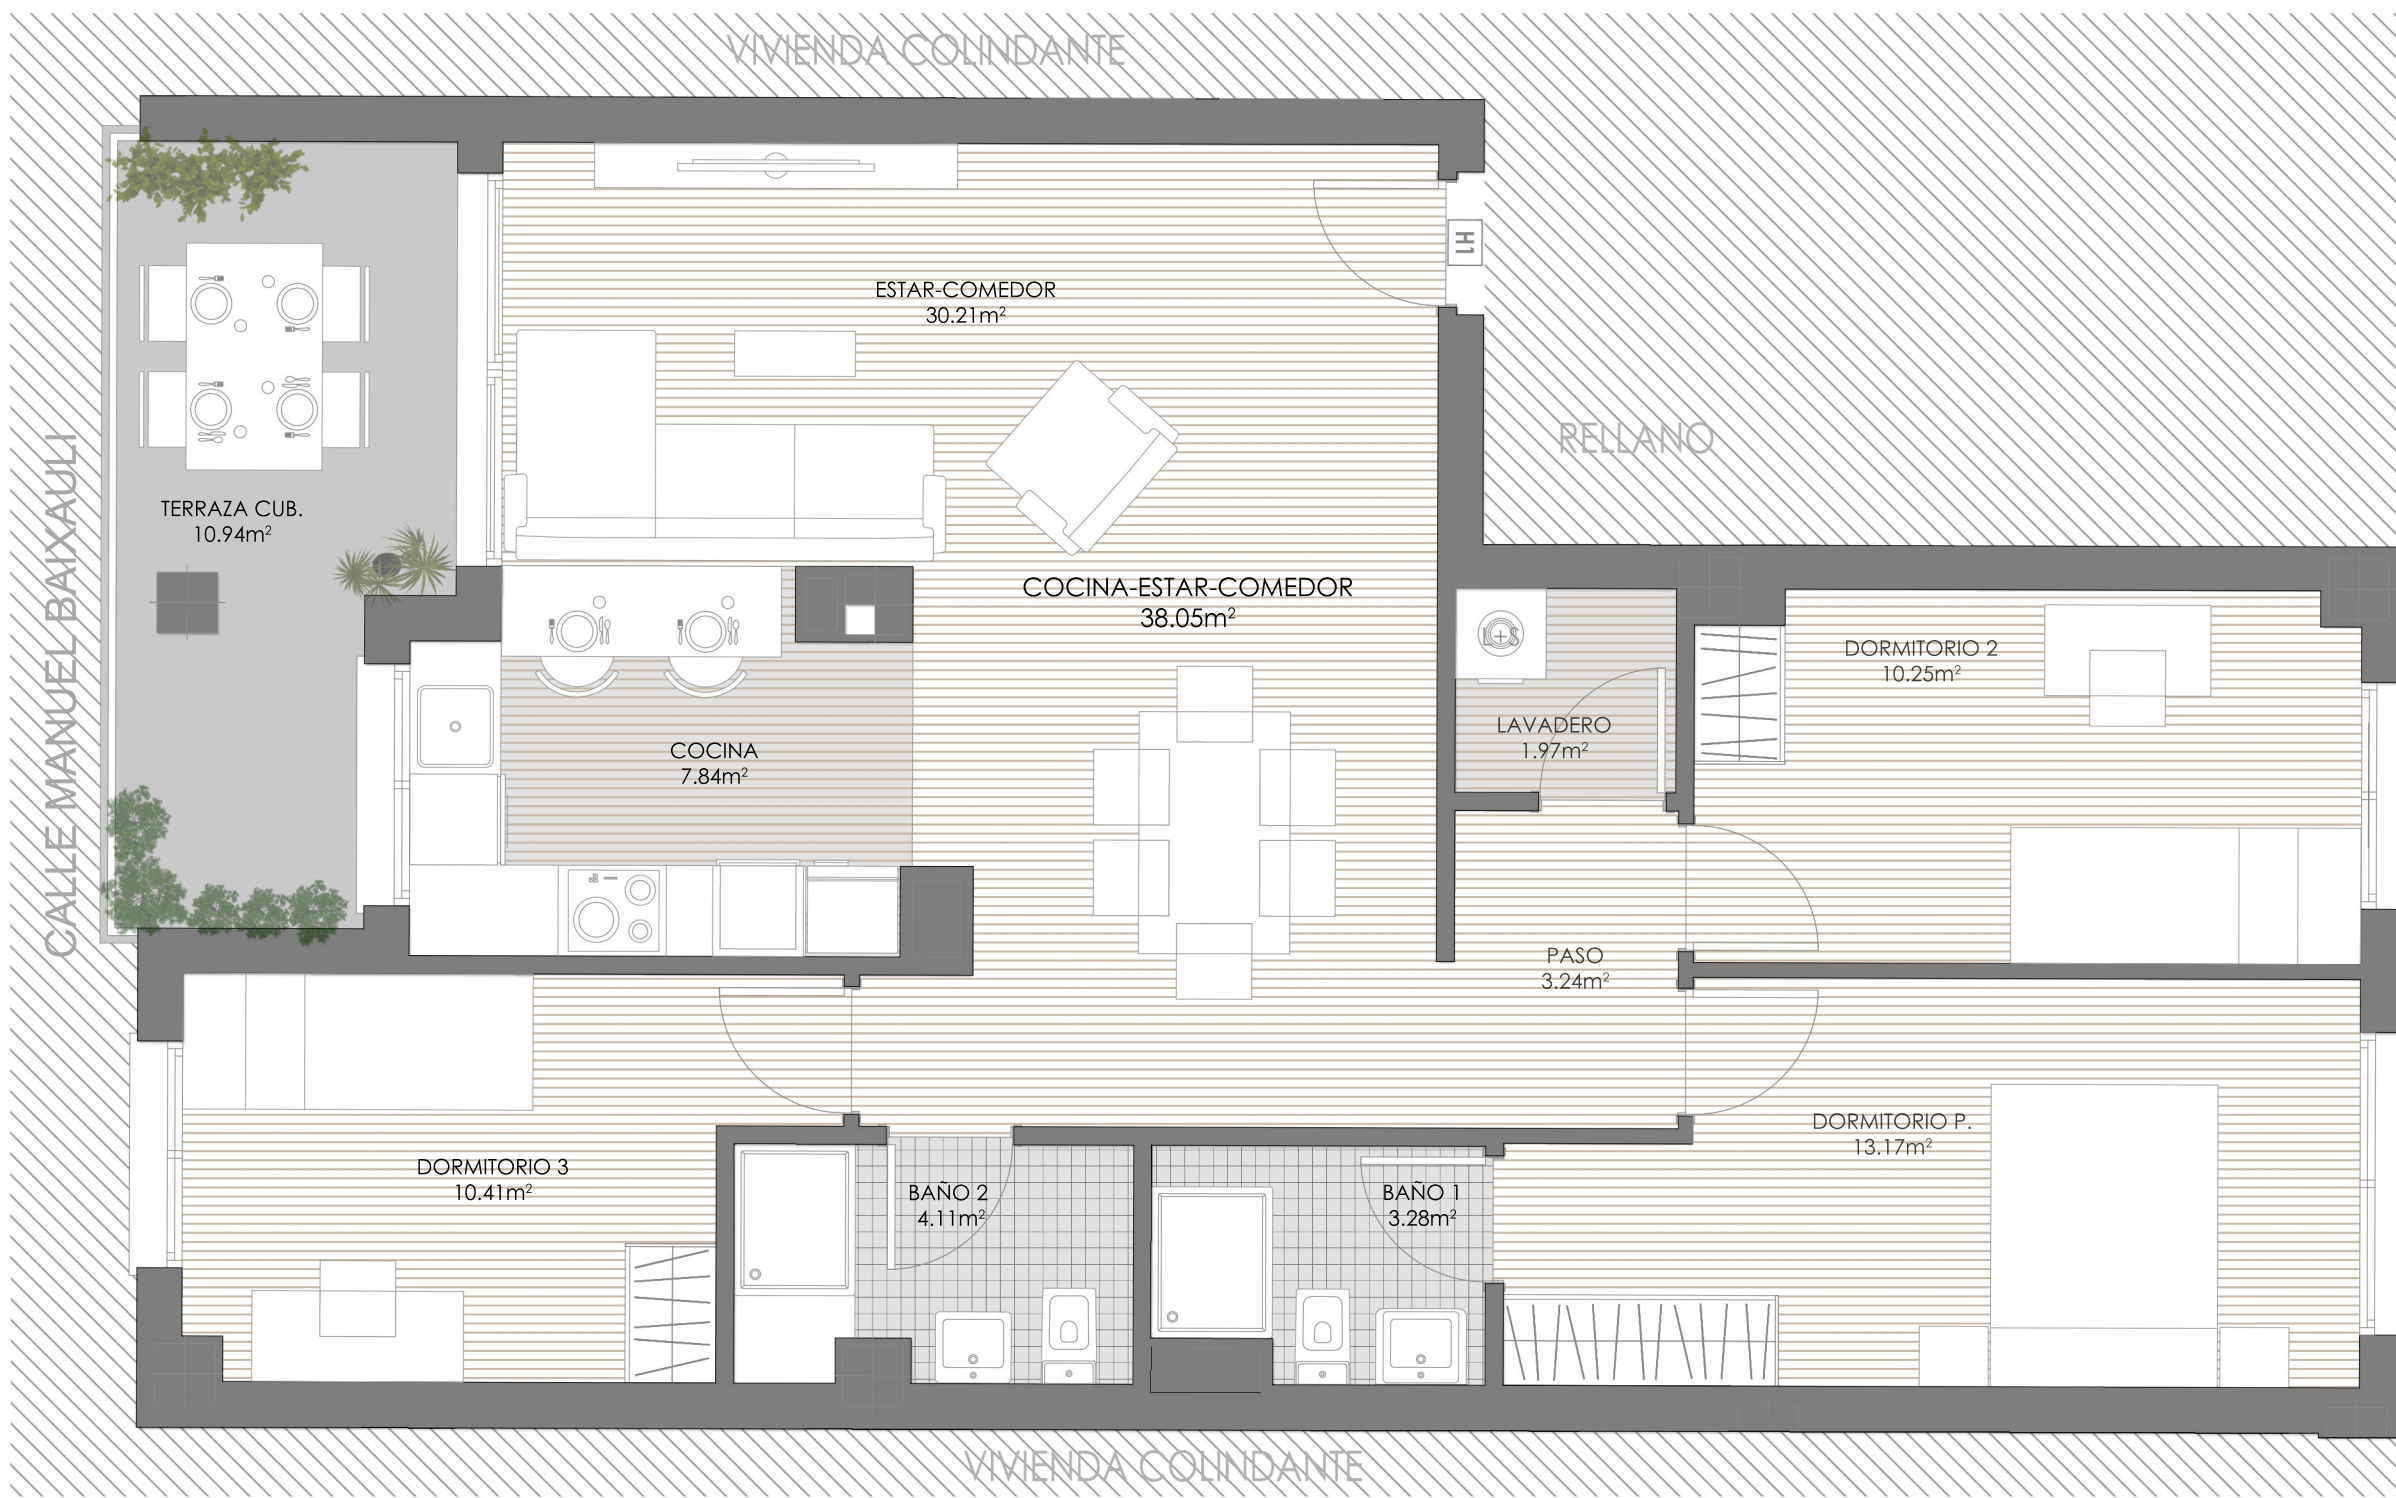 VIVIENDA COLINDANTE
H1
ESTAR-COMEDOR
30.21m²
RELLANO
CALLE MANUEL BAIXAULI
TERRAZA CUB.
10.94m²
COCINA-ESTAR-COMEDOR
38.05m²
L+S
DORMITORIO 2
10.25m²
LAVADERO
1.97m²
COCINA
7.84m²
PASO
3.24m²
DORMITORIO P.
13.17m²
DORMITORIO 3
10.41m²
BAÑO 2
4.11m²
BAÑO 1
3.28m²
VIVIENDA COLINDANTE